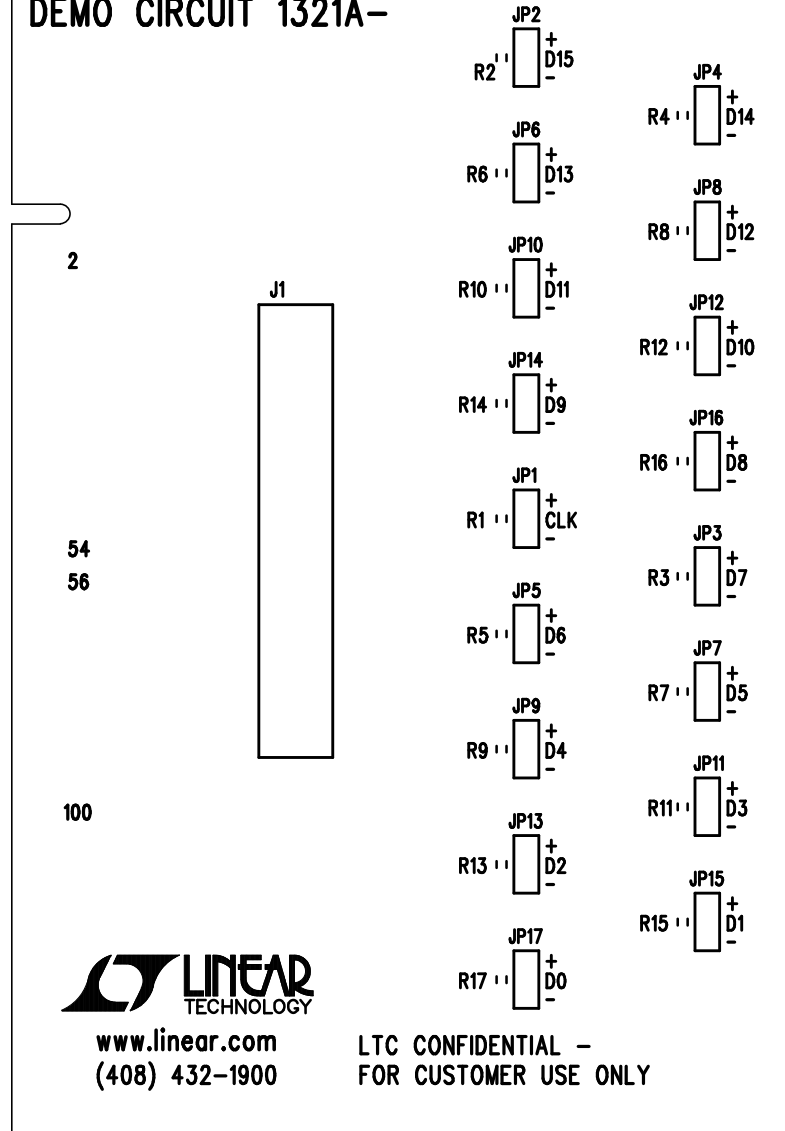 DEMO CIRCUIT 1321A-
JP2
+
R2 D15
-
JP4
+
R4 D14
-
JP6
+
R6 D13
-
JP8
+
R8 D12
-
2
JP10
+
R10 D11
-
J1
JP12
+
R12 D10
-
JP14
+
R14 D9
-
JP16
+
R16 D8
-
JP1
+
R1 CLK
-
54
JP3
+
R3 D7
-
56
JP5
+
R5 D6
-
JP7
+
R7 D5
-
JP9
+
R9 D4
-
JP11
+
R11 D3
-
100
JP13
+
R13 D2
-
JP15
+
R15 D1
-
JP17
+
R17 D0
-
LINEAR
TECHNOLOGY
www.linear.com
(408) 432-1900
LTC CONFIDENTIAL -
FOR CUSTOMER USE ONLY